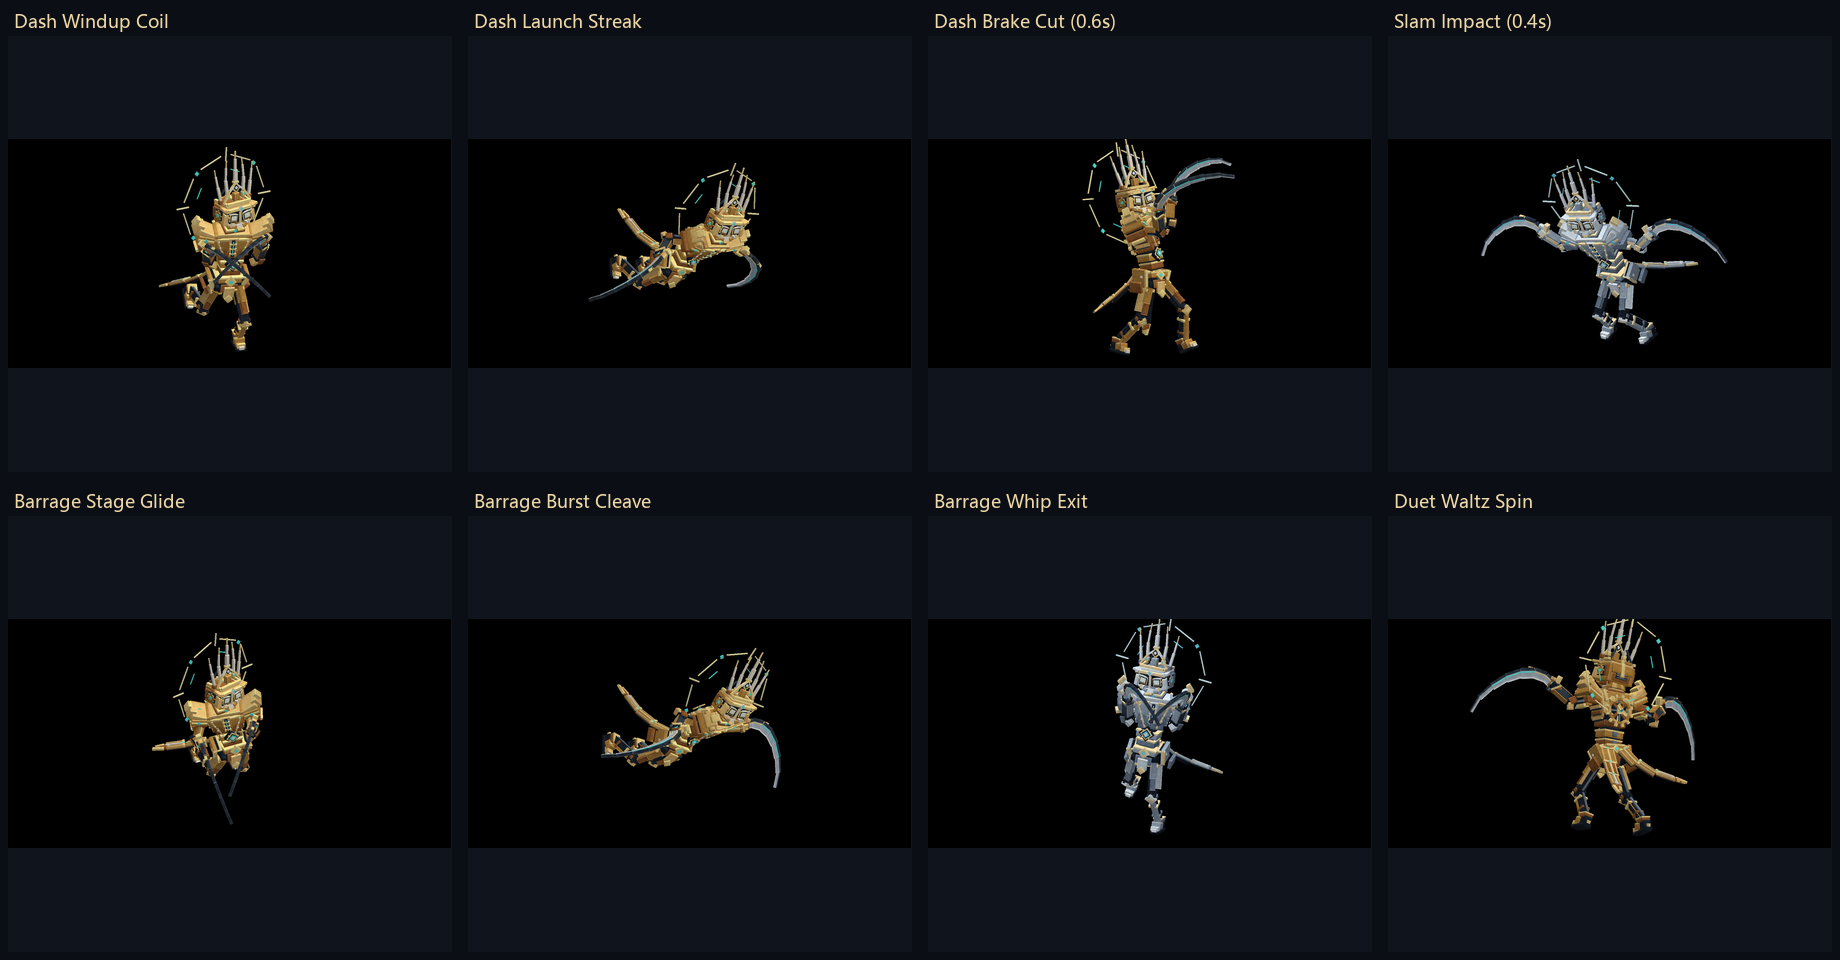 Dash Windup Coil
Dash Launch Streak
Dash Brake Cut (0.6s)
Slam Impact (0.4s)
Barrage Stage Glide
Barrage Burst Cleave
Barrage Whip Exit
Duet Waltz Spin